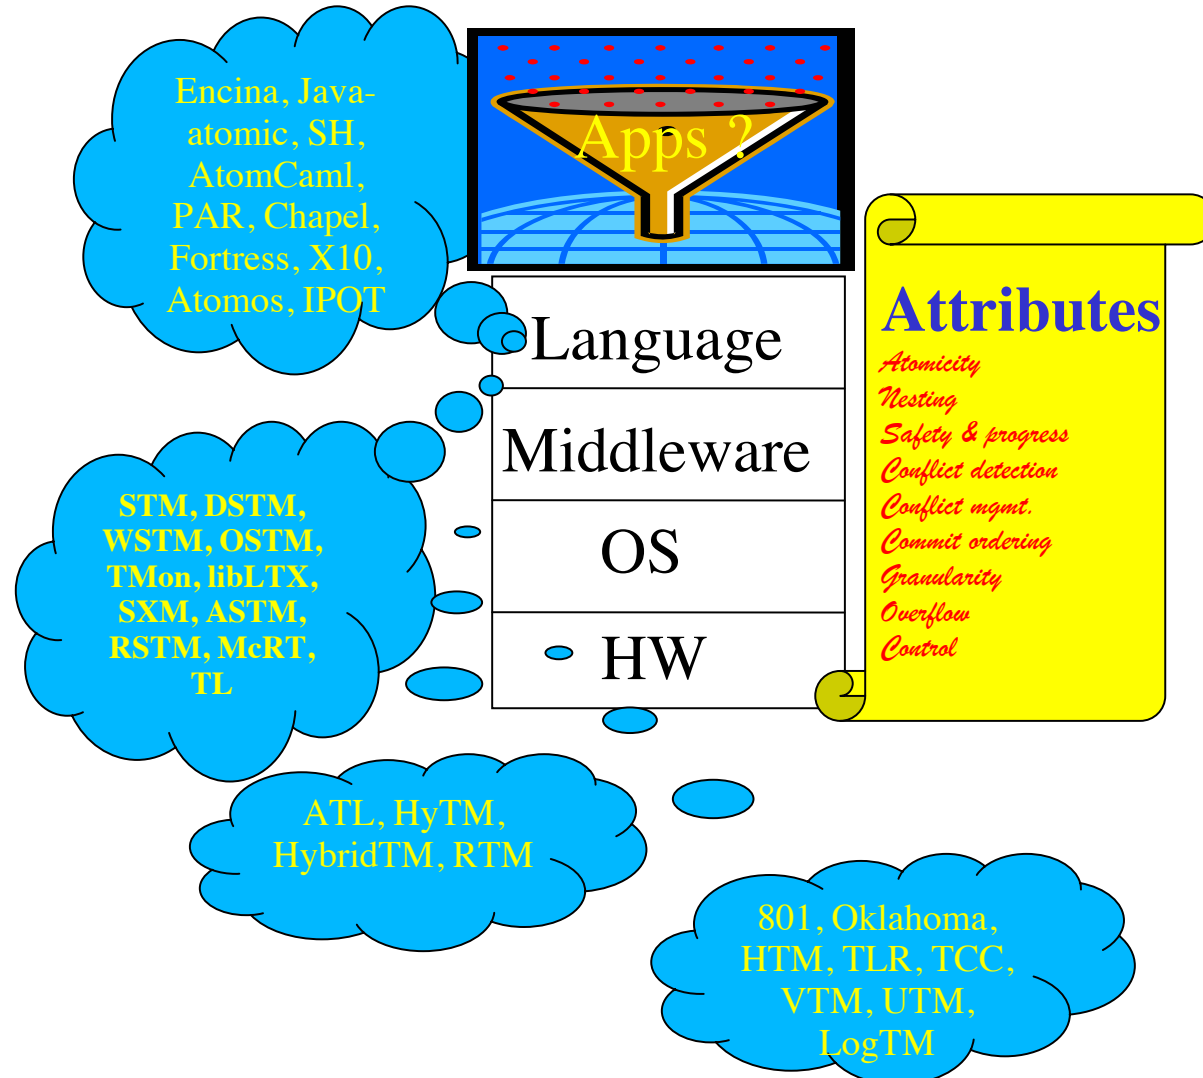 Encina, Java-
atomic, SH,
AtomCaml,
PAR, Chapel,
Fortress, X10,
Atomos, IPOT
Apps ?
Language
Middleware
OS
HW
Attributes
Atomicity
Nesting
Safety & progress
Conflict detection
Conflict mgmt.
Commit ordering
Granularity
Overflow
Control
STM, DSTM,
WSTM, OSTM,
TMon, libLTX,
SXM, ASTM,
RSTM, McRT,
TL
ATL, HyTM,
HybridTM, RTM
801, Oklahoma,
HTM, TLR, TCC,
VTM, UTM,
LogTM